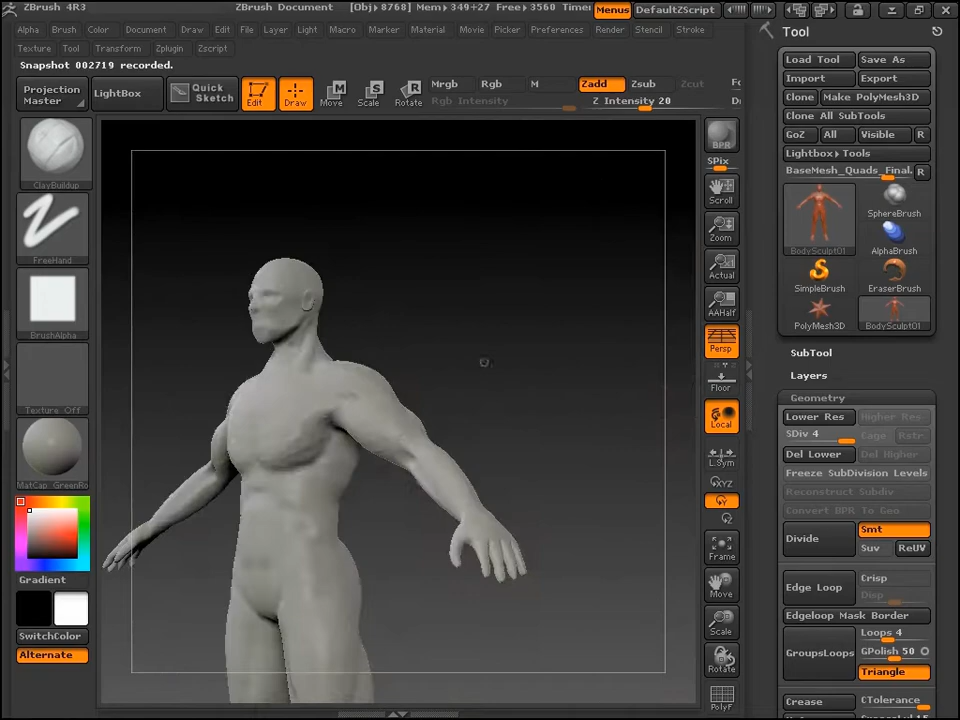 ZBrush 4R3
ZBrush Document
[Obj> 8768] Mem> 349+27 Free> 3560 Time
Menus
DefaultZScript
Alpha Brush Color Document Draw Edit File Layer Light Macro Marker Material Movie Picker Preferences Render Stencil Stroke
Texture Tool Transform Zplugin Zscript
Snapshot 002719 recorded.
Projection
Master
LightBox
Quick
Sketch
Edit
Draw
Move
Scale
Rotate
Mrgb Rgb M
Rgb Intensity
Zadd Zsub Zcut
Z Intensity 20
ClayBuildup
FreeHand
BrushAlpha
Texture Off
MatCap GreenRo
Gradient
SwitchColor
Alternate
BPR
SPix
Scroll
Zoom
Actual
AAHalf
Persp
Floor
Local
L.Sym
XYZ
Y
Z
Frame
Move
Scale
Rotate
PolyF
Tool
Load Tool Save As
Import Export
Clone Make PolyMesh3D
Clone All SubTools
GoZ All Visible R
Lightbox▸Tools
BaseMesh_Quads_Final. R
BodySculpt01
SphereBrush
AlphaBrush
SimpleBrush
EraserBrush
PolyMesh3D
BodySculpt01
SubTool
Layers
Geometry
Lower Res Higher Res
SDiv 4 Cage Rstr
Del Lower Del Higher
Freeze SubDivision Levels
Reconstruct Subdiv
Convert BPR To Geo
Divide
Smt
Suv ReUV
Edge Loop
Crisp
Disp
Edgeloop Mask Border
GroupsLoops
Loops 4
GPolish 50
Triangle
Crease
CTolerance